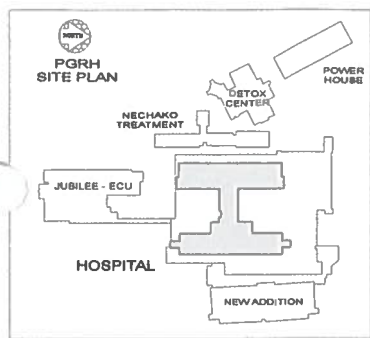 PGRH
SITE PLAN
POWER
HOUSE
DETOX
CENTER
NECHAKO
TREATMENT
JUBILEE - ECU
HOSPITAL
NEW ADDITION